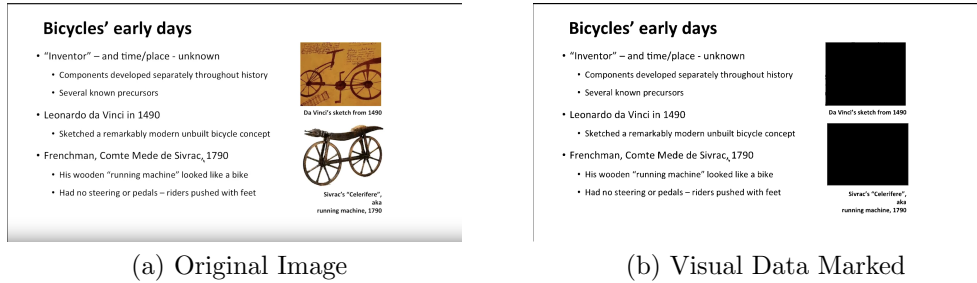 Bicycles’ early days
• “Inventor” – and time/place - unknown
• Components developed separately throughout history
• Several known precursors
• Leonardo da Vinci in 1490
• Sketched a remarkably modern unbuilt bicycle concept
• Frenchman, Comte Mede de Sivrac, 1790
• His wooden “running machine” looked like a bike
• Had no steering or pedals – riders pushed with feet
Da Vinci's sketch from 1490
Sivrac's “Celerifere”,
aka
running machine, 1790
(a) Original Image
Bicycles’ early days
• “Inventor” – and time/place - unknown
• Components developed separately throughout history
• Several known precursors
• Leonardo da Vinci in 1490
• Sketched a remarkably modern unbuilt bicycle concept
• Frenchman, Comte Mede de Sivrac, 1790
• His wooden “running machine” looked like a bike
• Had no steering or pedals – riders pushed with feet
Da Vinci's sketch from 1490
Sivrac's “Celerifere”,
aka
running machine, 1790
(b) Visual Data Marked